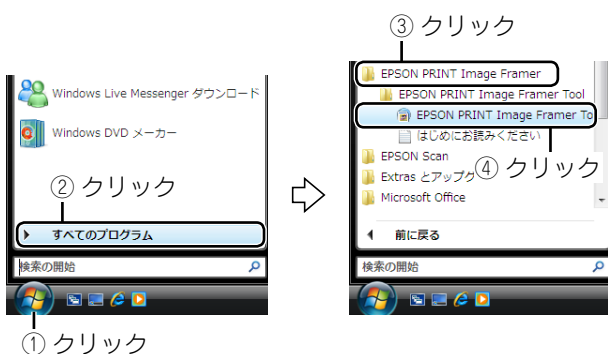 ③ クリック
Windows Live Messenger ダウンロード
Windows DVD メーカー
② クリック
すべてのプログラム
検索の開始
① クリック
EPSON PRINT Image Framer
EPSON PRINT Image Framer Tool
EPSON PRINT Image Framer To
はじめにお読みください
EPSON Scan
Extras とアップグ
④ クリック
Microsoft Office
前に戻る
検索の開始